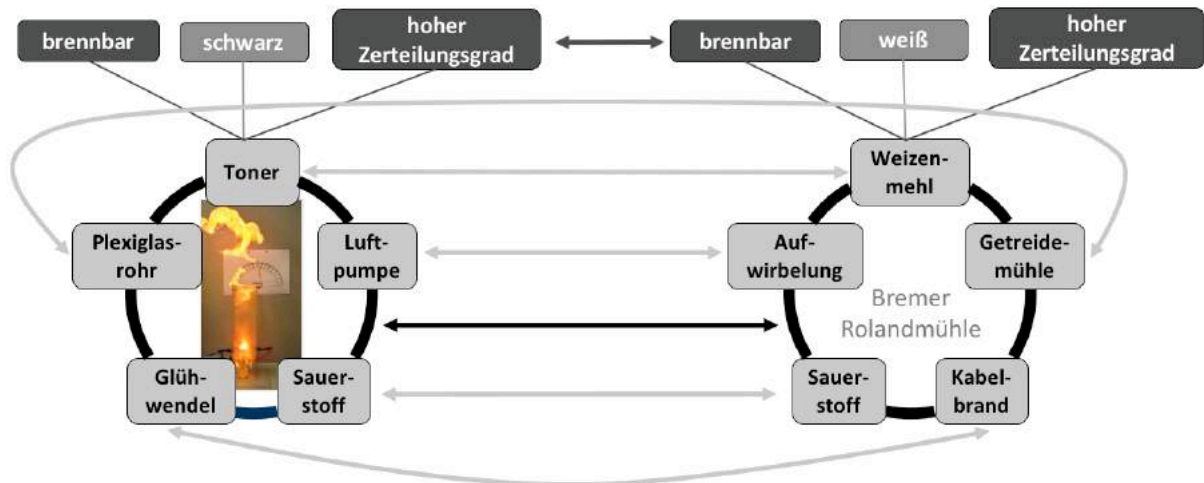 brennbar
schwarz
hoher
Zerteilungsgrad
brennbar
weiß
hoher
Zerteilungsgrad
Toner
Weizen-
mehl
Plexiglas-
rohr
Luft-
pumpe
Auf-
wirbelung
Getreide-
mühle
Bremer
Rolandmühle
Glüh-
wendel
Sauer-
stoff
Sauer-
stoff
Kabel-
brand